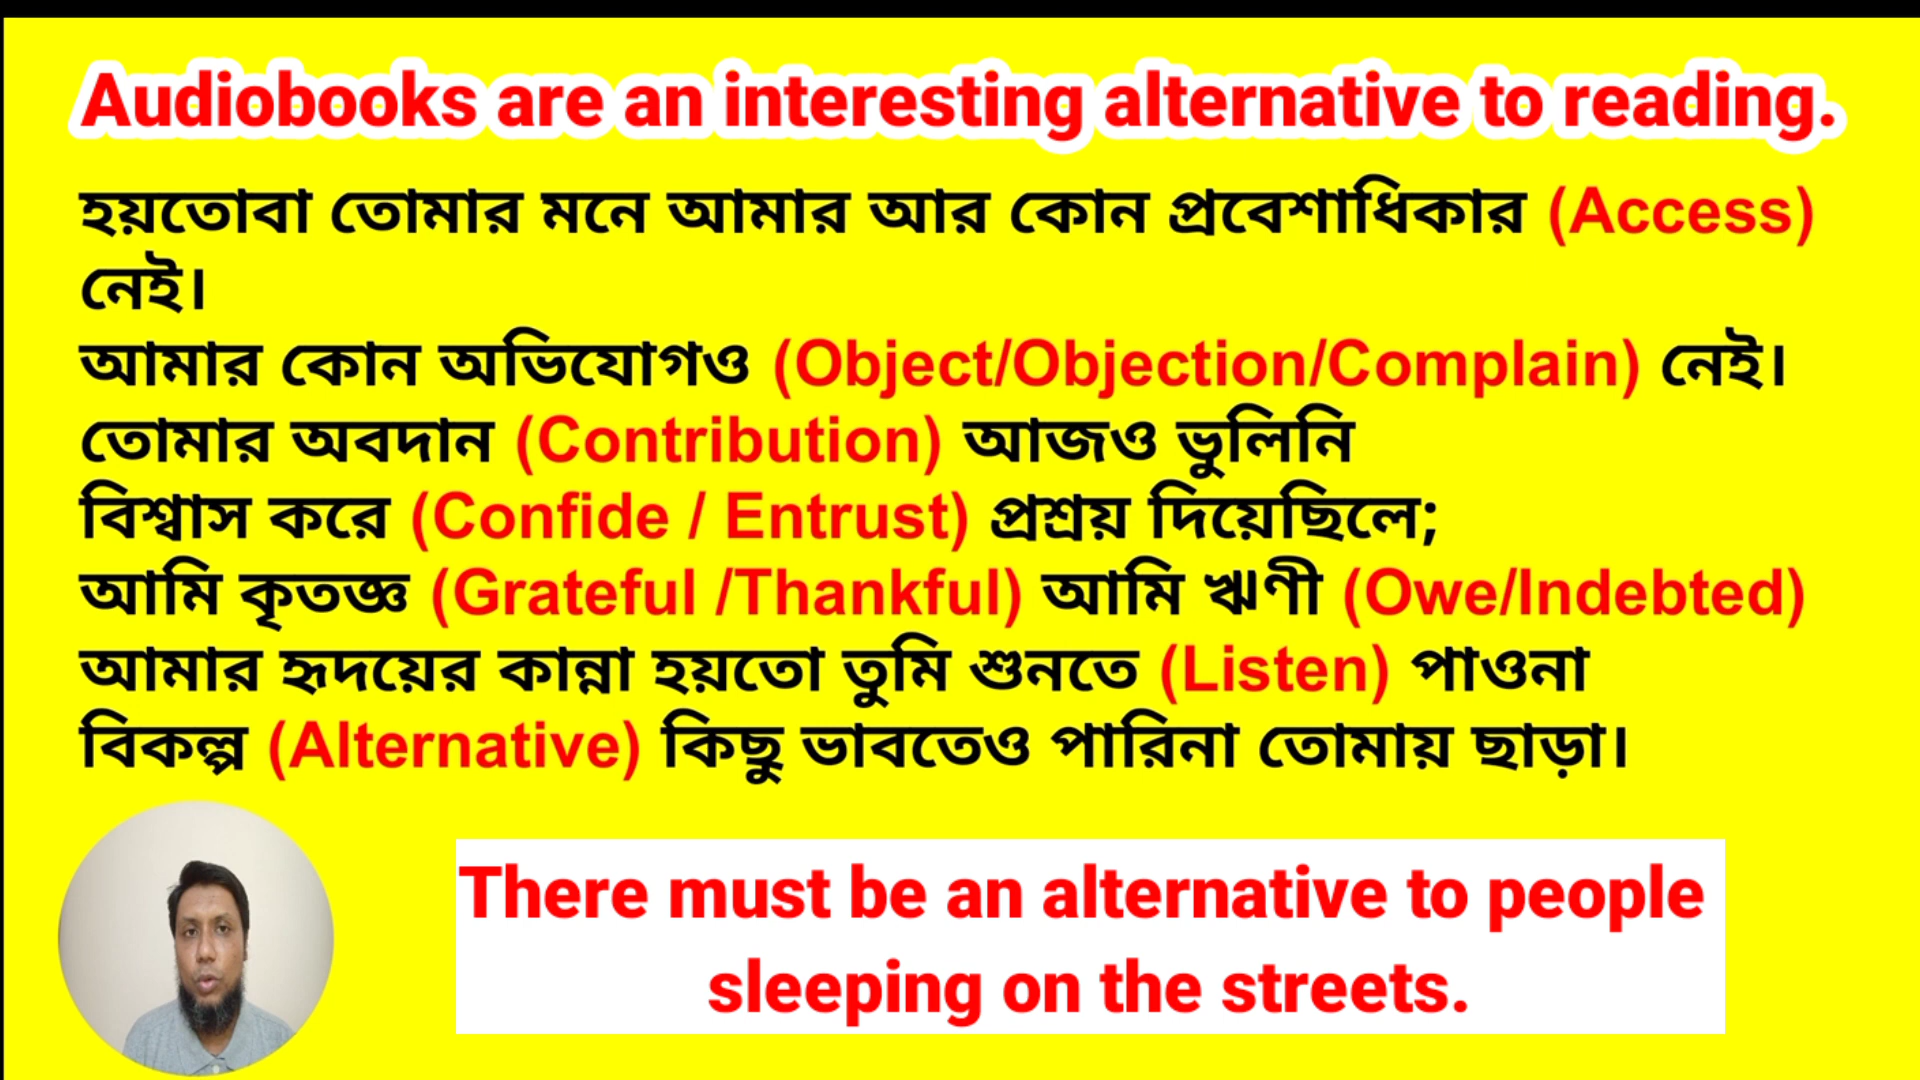 Audiobooks are an interesting alternative to reading.
হয়তোবা তোমার মনে আমার আর কোন প্রবেশাধিকার (Access)
নেই।
আমার কোন অভিযোগও (Object/Objection/Complain) নেই।
তোমার অবদান (Contribution) আজও ভুলিনি
বিশ্বাস করে (Confide / Entrust) প্রশ্রয় দিয়েছিলে;
আমি কৃতজ্ঞ (Grateful /Thankful) আমি ঋণী (Owe/Indebted)
আমার হৃদয়ের কান্না হয়তো তুমি শুনতে (Listen) পাওনা
বিকল্প (Alternative) কিছু ভাবতেও পারিনা তোমায় ছাড়া।
There must be an alternative to people
sleeping on the streets.